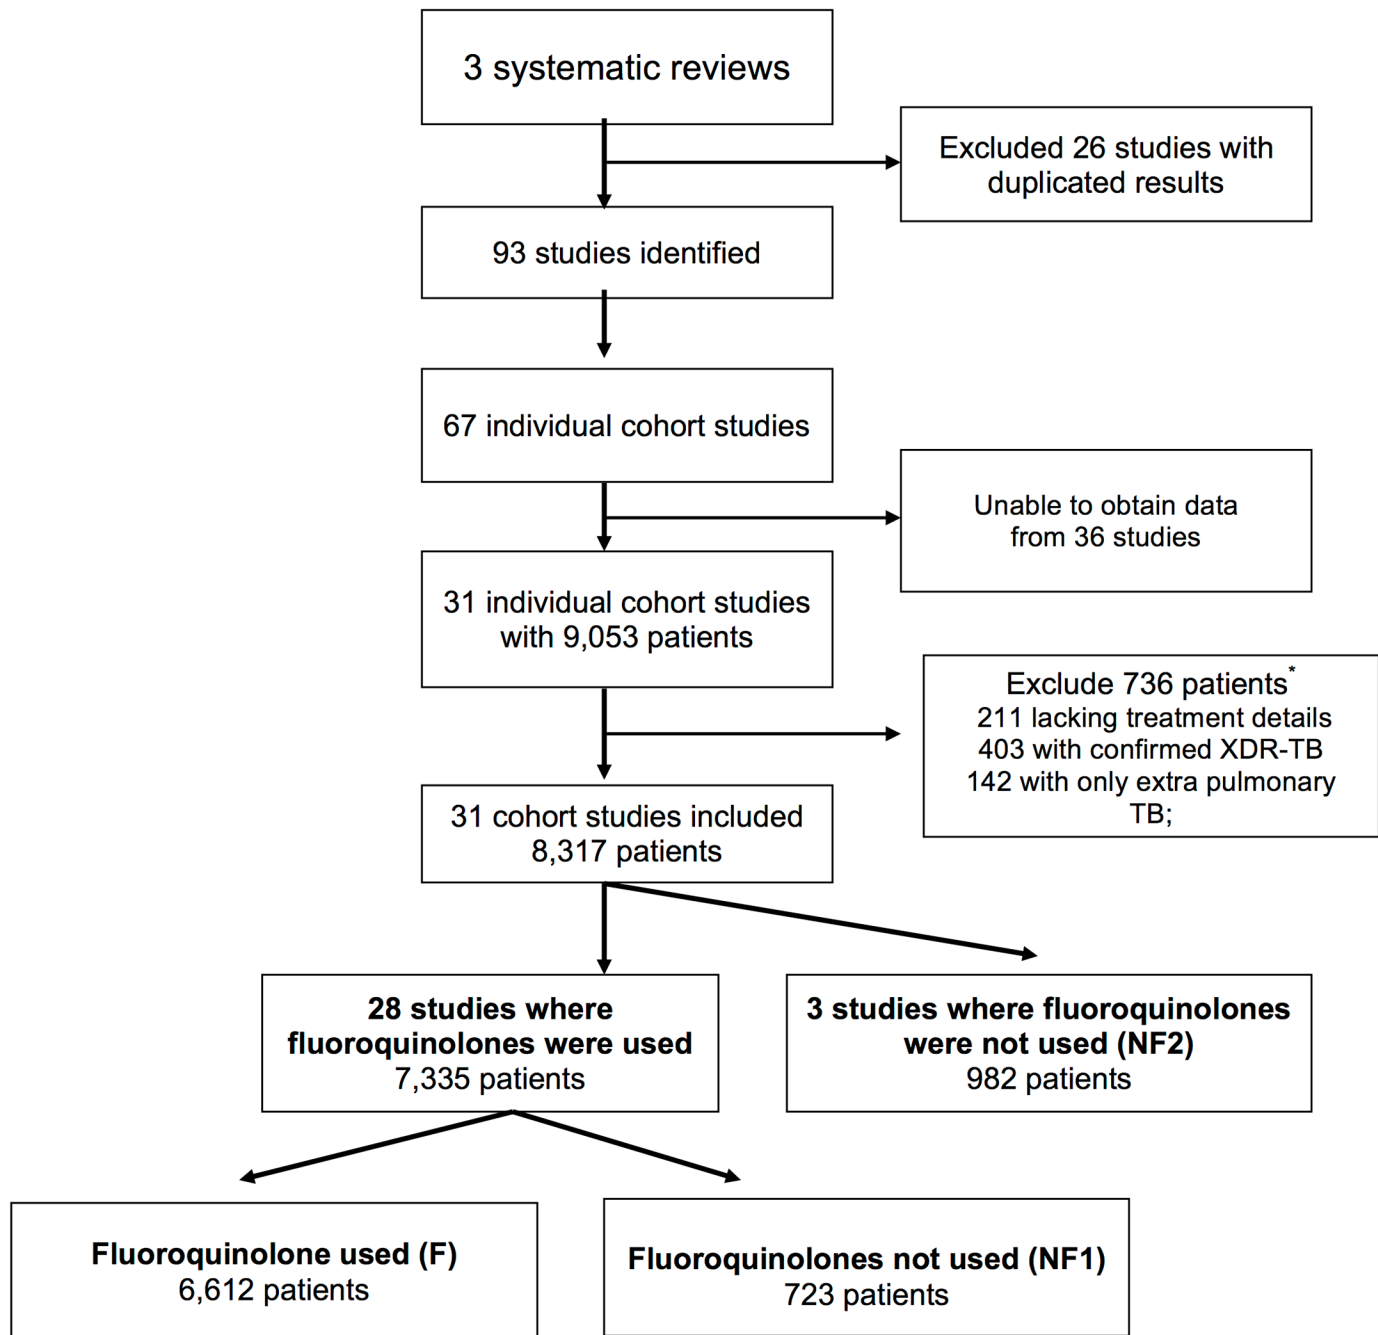 3 systematic reviews
Excluded 26 studies with
duplicated results
93 studies identified
67 individual cohort studies
Unable to obtain data
from 36 studies
31 individual cohort studies
with 9,053 patients
Exclude 736 patients*
211 lacking treatment details
403 with confirmed XDR-TB
142 with only extra pulmonary
TB;
31 cohort studies included
8,317 patients
28 studies where
fluoroquinolones were used
7,335 patients
3 studies where fluoroquinolones
were not used (NF2)
982 patients
Fluoroquinolone used (F)
6,612 patients
Fluoroquinolones not used (NF1)
723 patients